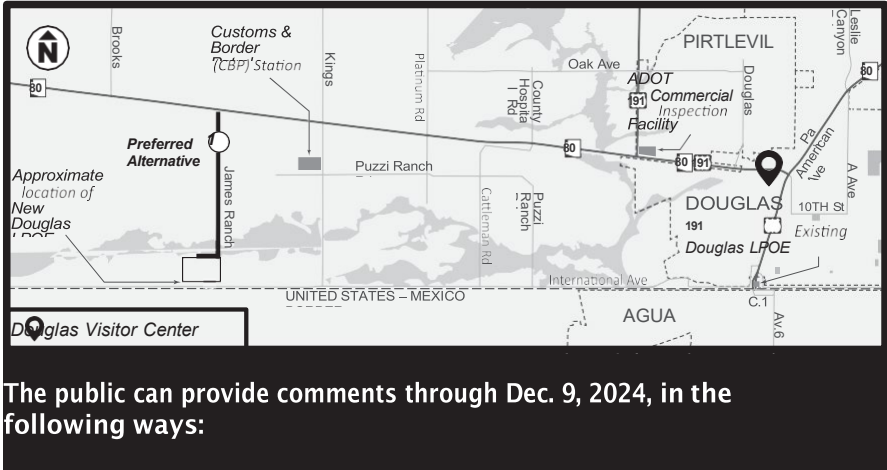 N
Brooks
Customs &
Border
(CBP) Station
Kings
Platinum Rd
County
Hospita
l Rd
Oak Ave
ADOT
191
Commercial
Inspection
Facility
PIRTLEVIL
Douglas
Leslie
Canyon
80
80
Preferred
Alternative
James Ranch
Puzzi Ranch
80
80
191
Pa
American
Ave
A Ave
10TH St
Approximate
location of
New
Douglas
LPOE
Cattleman Rd
Puzzi
Ranch
DOUGLAS
191
Douglas LPOE
Existing
International Ave
UNITED STATES – MEXICO
AGUA
C.1
Av.6
Douglas Visitor Center
The public can provide comments through Dec. 9, 2024, in the
following ways: